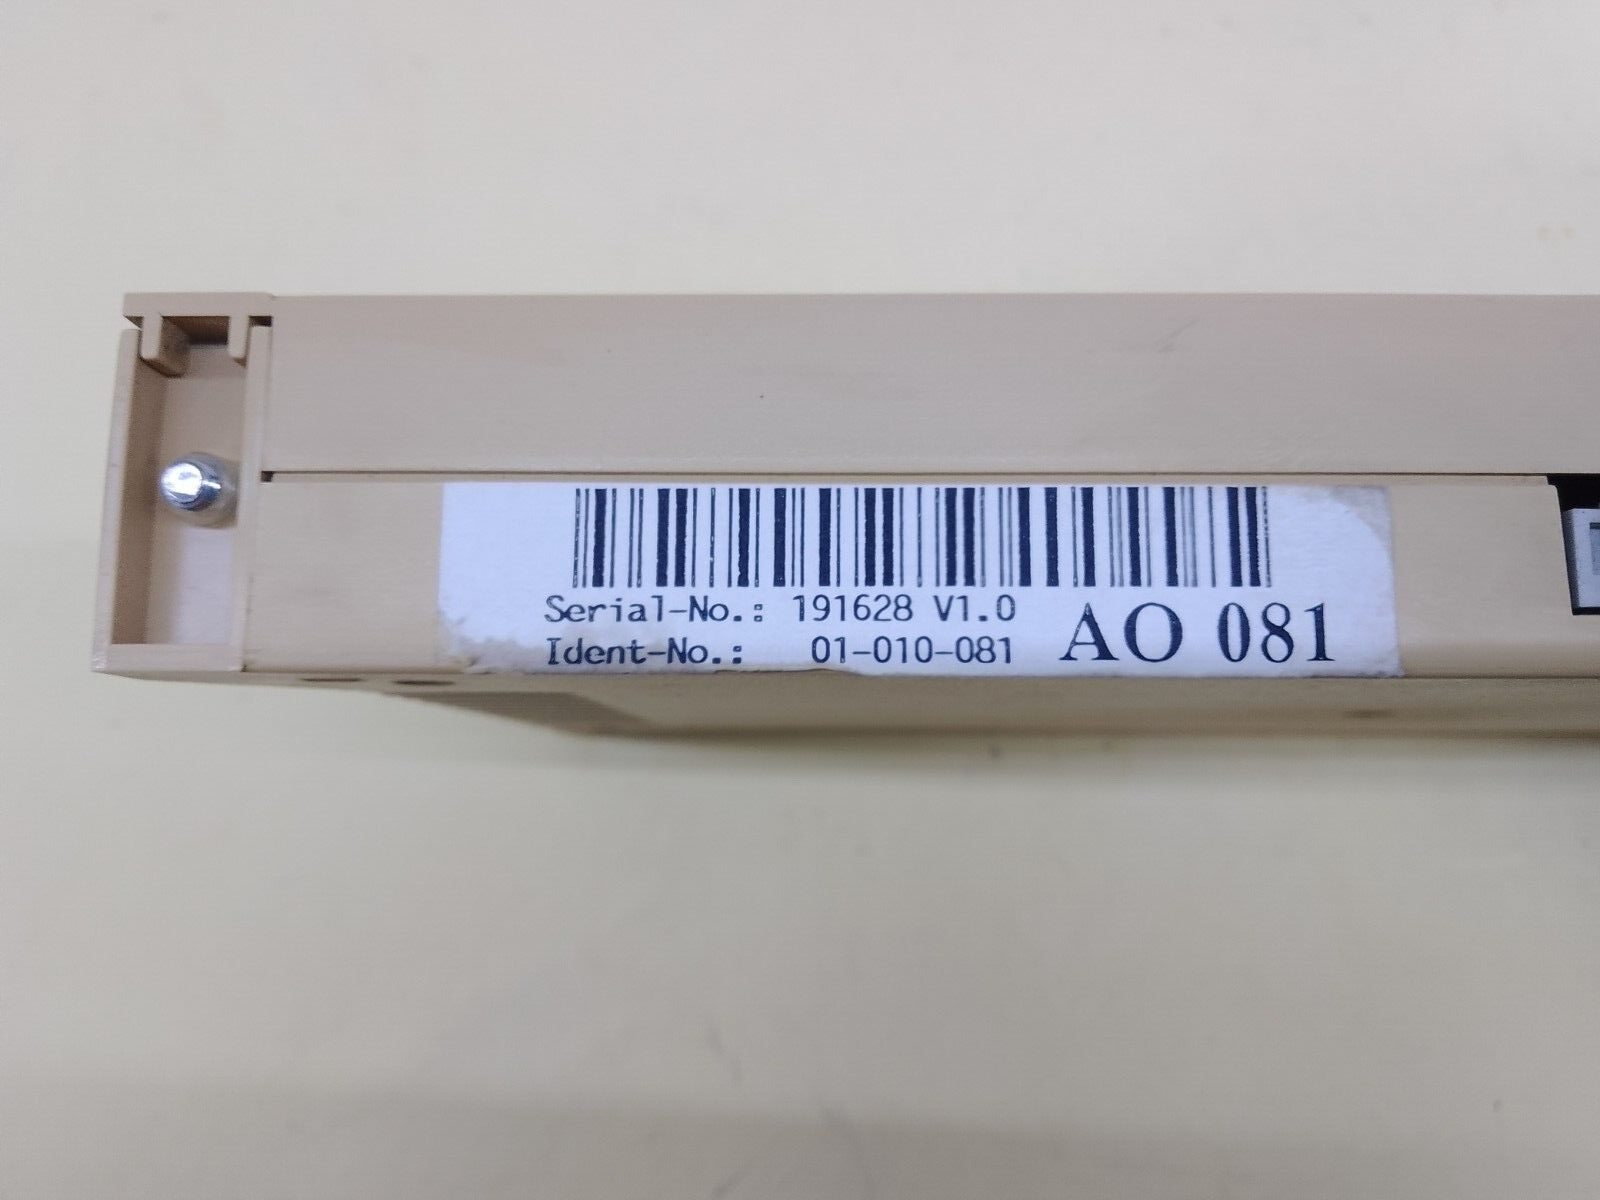 Serial-No.: 191628 V1.0
Ident-No.: 01-010-081
AO 081